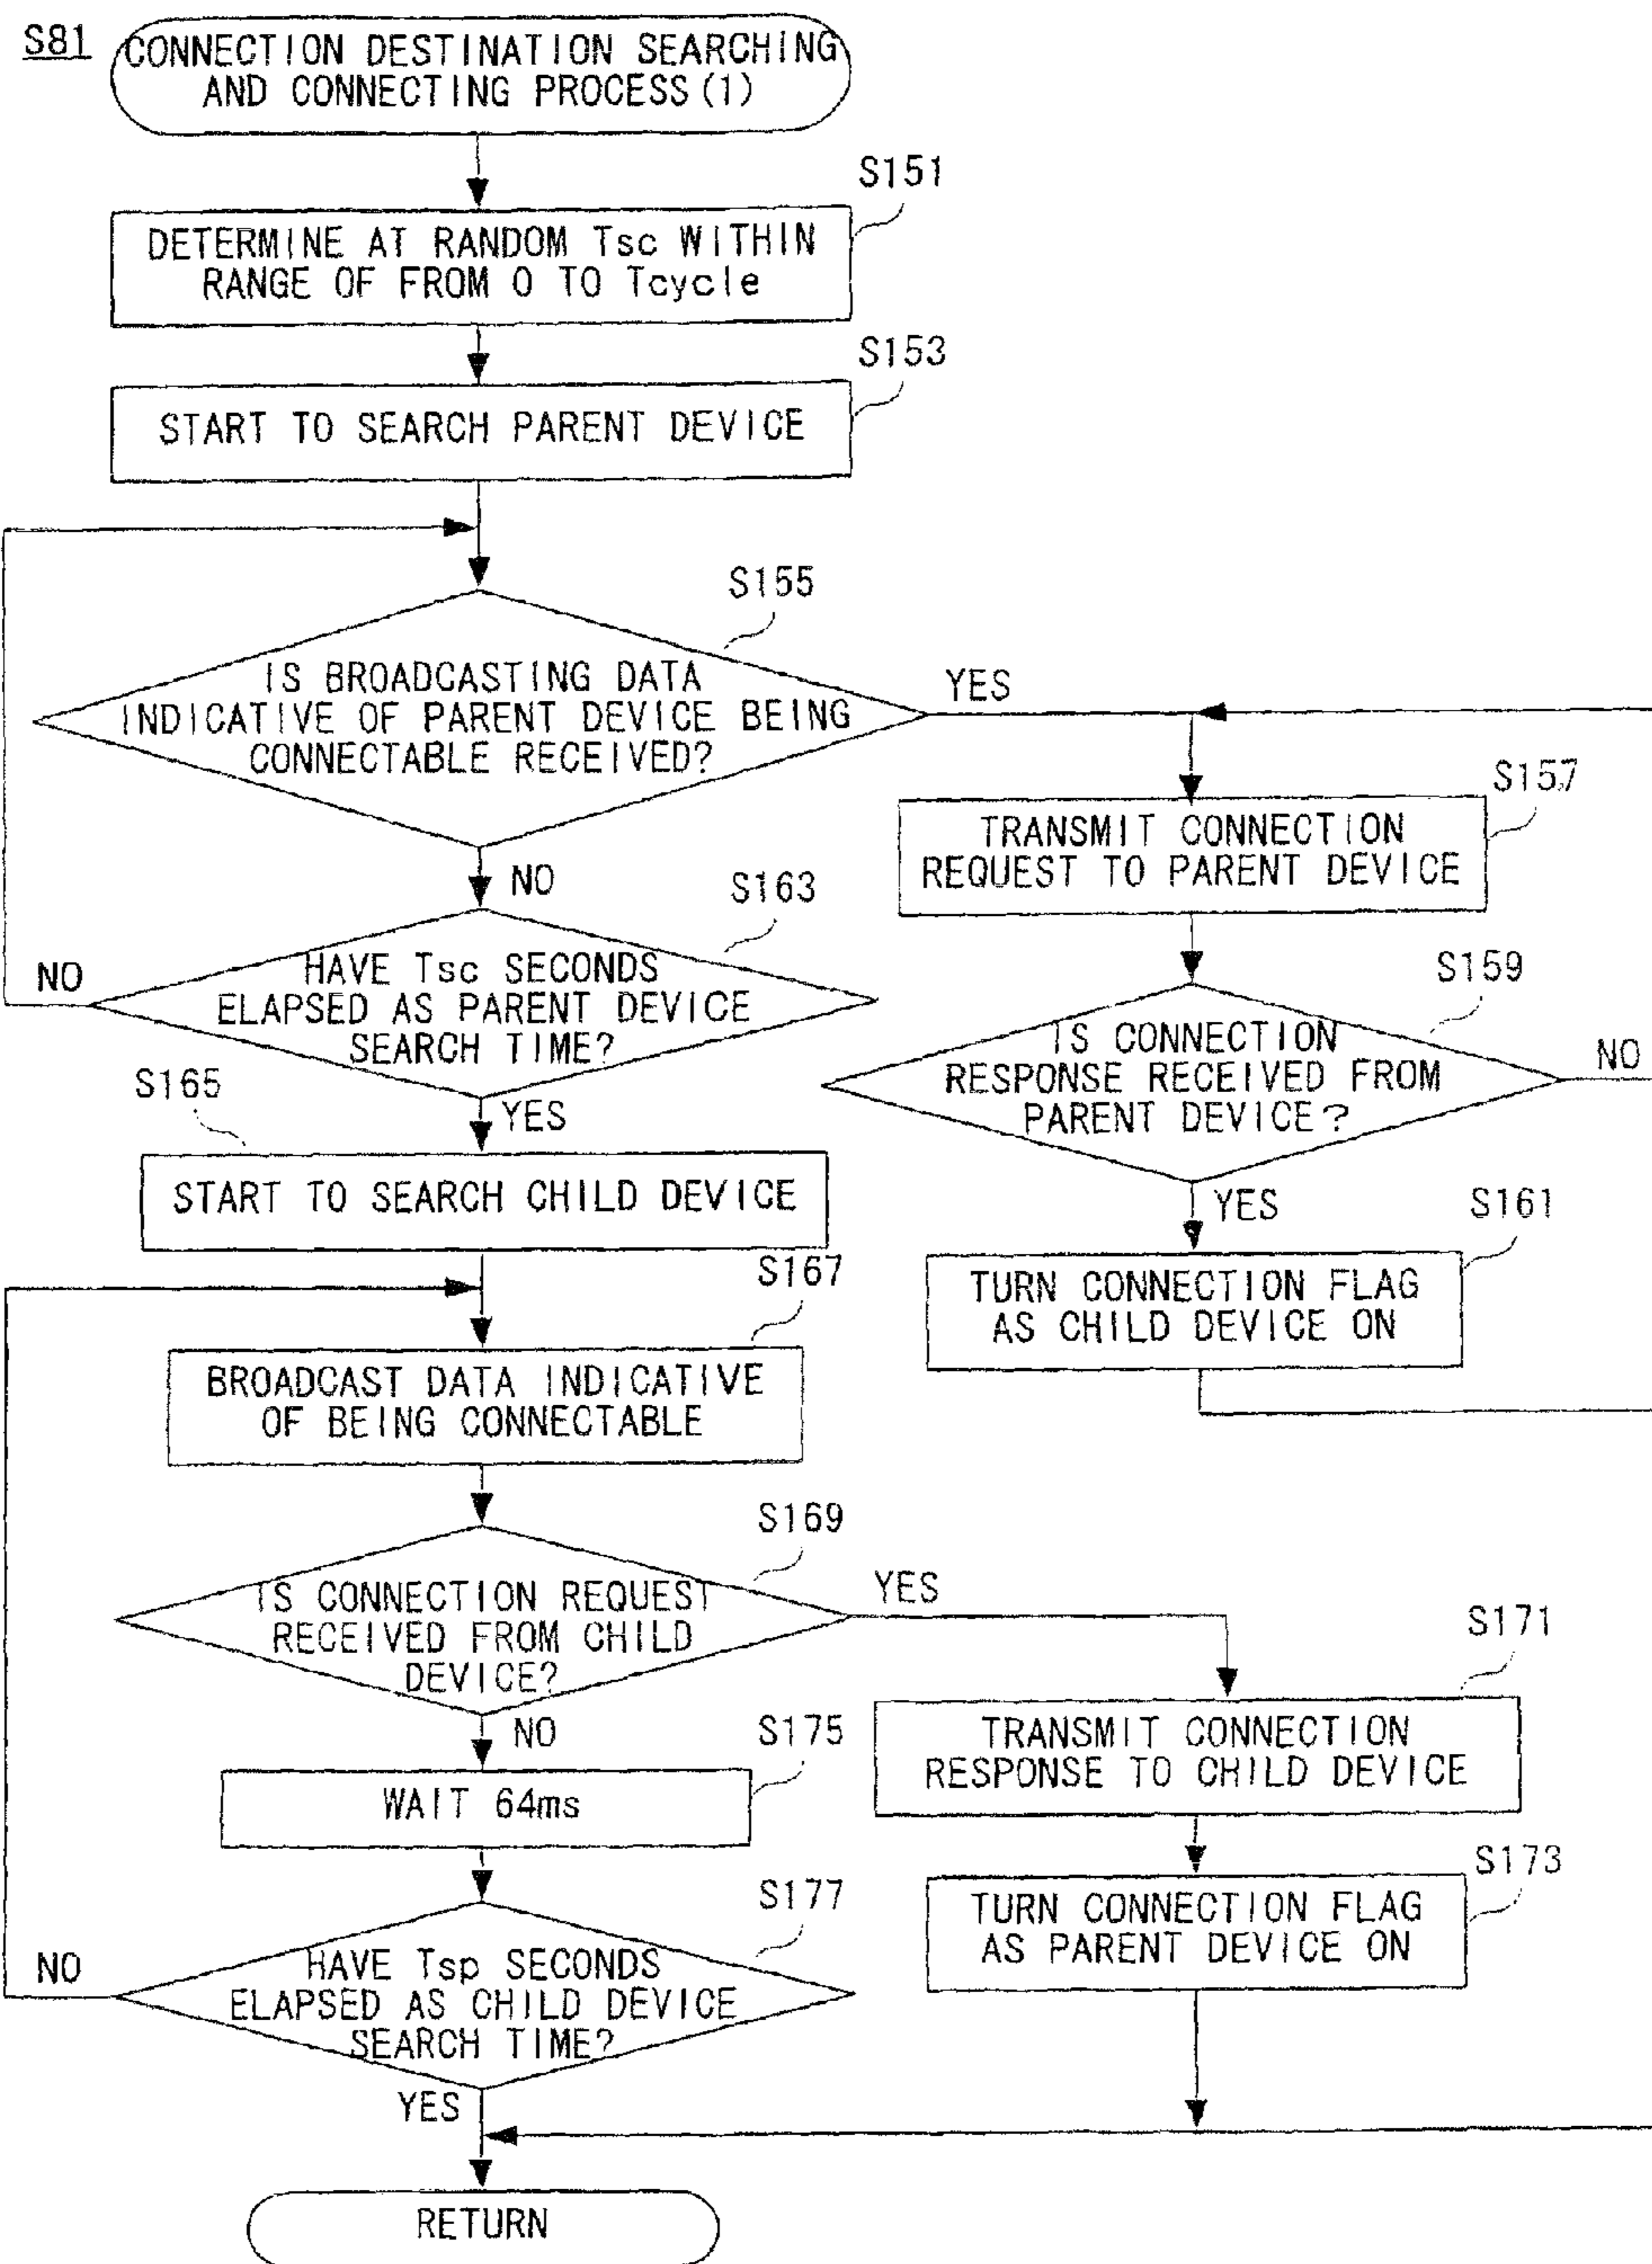 S81
CONNECTION DESTINATION SEARCHING
AND CONNECTING PROCESS(1)
S151
DETERMINE AT RANDOM Tsc WITHIN
RANGE OF FROM 0 TO Tcycle
S153
START TO SEARCH PARENT DEVICE
S155
IS BROADCASTING DATA
INDICATIVE OF PARENT DEVICE BEING
CONNECTABLE RECEIVED?
YES
NO
S157
TRANSMIT CONNECTION
REQUEST TO PARENT DEVICE
S159
IS CONNECTION
RESPONSE RECEIVED FROM
PARENT DEVICE?
NO
YES
S161
TURN CONNECTION FLAG
AS CHILD DEVICE ON
S163
HAVE Tsc SECONDS
ELAPSED AS PARENT DEVICE
SEARCH TIME?
NO
YES
S165
START TO SEARCH CHILD DEVICE
S167
BROADCAST DATA INDICATIVE
OF BEING CONNECTABLE
S169
IS CONNECTION REQUEST
RECEIVED FROM CHILD
DEVICE?
YES
NO
S171
TRANSMIT CONNECTION
RESPONSE TO CHILD DEVICE
S173
TURN CONNECTION FLAG
AS PARENT DEVICE ON
S175
WAIT 64ms
S177
HAVE Tsp SECONDS
ELAPSED AS CHILD DEVICE
SEARCH TIME?
NO
YES
RETURN